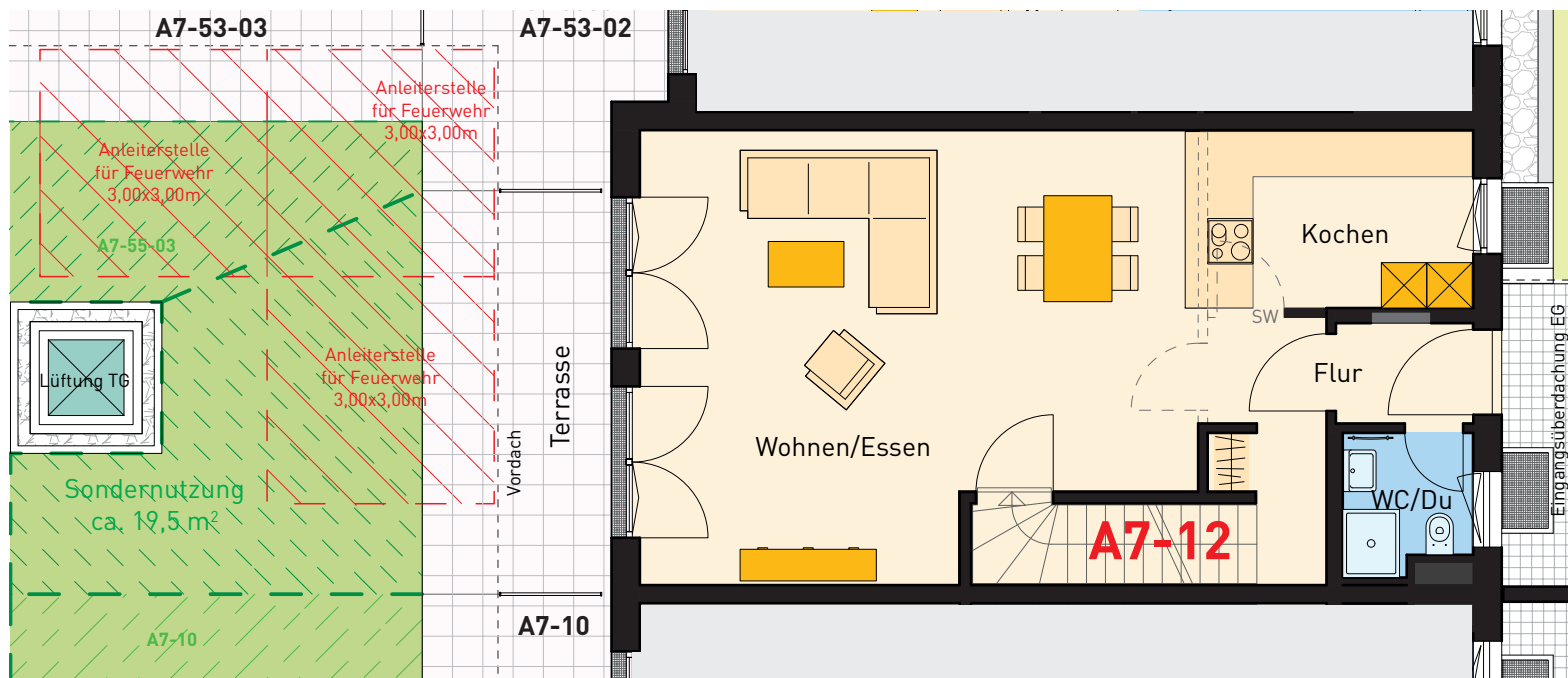 A7-53-03
A7-53-02
Anleiterstelle
für Feuerwehr
3,00x3,00m
Anleiterstelle
für Feuerwehr
3,00x3,00m
A7-55-03
Kochen
SW
Lüftung TG
Anleiterstelle
für Feuerwehr
3,00x3,00m
Terrasse
Vordach
Flur
Eingangsüberdachung EG
Wohnen/Essen
Sondernutzung
ca. 19,5 m²
WC/Du
A7-12
A7-10
A7-10